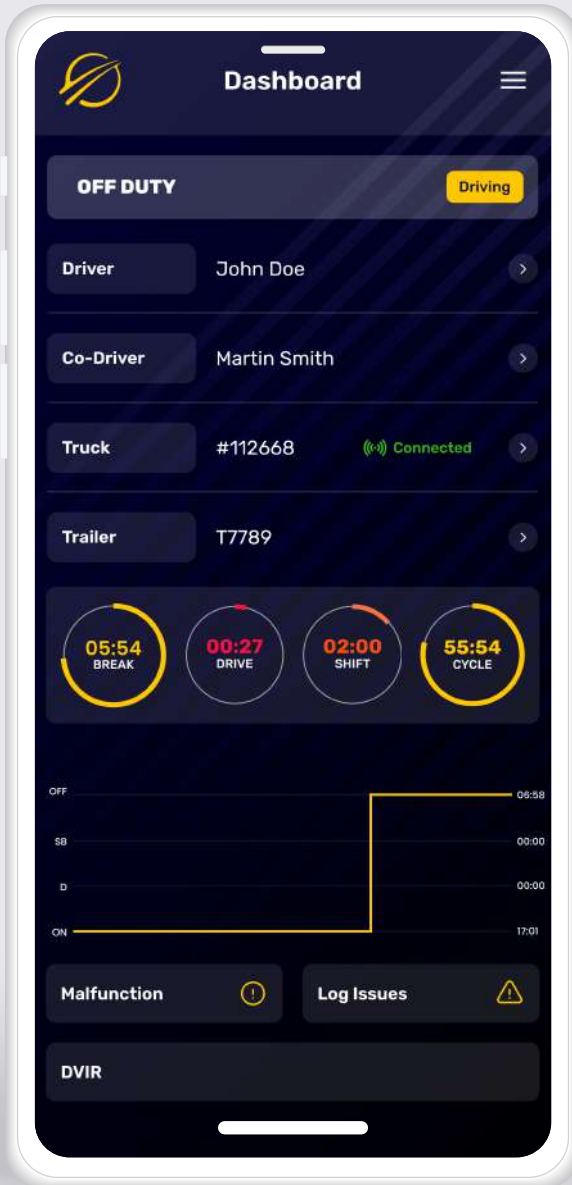 Dashboard
OFF DUTY
Driving
Driver
John Doe
Co-Driver
Martin Smith
Truck
#112668
Connected
Trailer
T7789
05:54
BREAK
00:27
DRIVE
02:00
SHIFT
55:54
CYCLE
OFF
06:58
SB
00:00
D
00:00
ON
17:01
Malfunction
Log Issues
DVIR